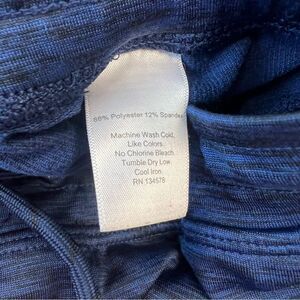 88% Polyester 12% Spandex
Machine Wash Cold.
Like Colors.
No Chlorine Bleach.
Tumble Dry Low.
Cool Iron.
RN 134578